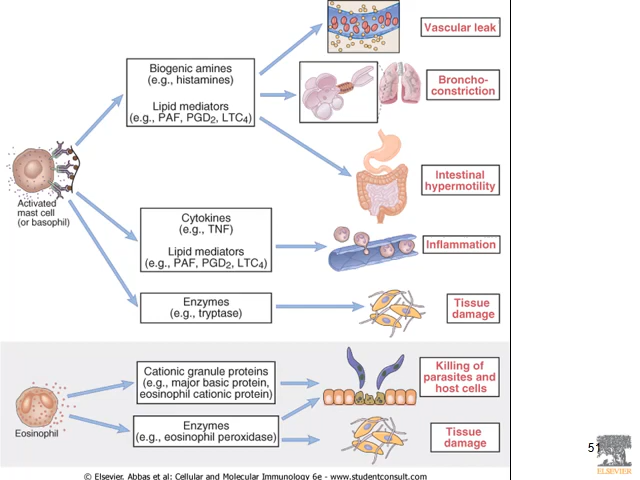 Vascular leak
Biogenic amines
(e.g., histamines)
Lipid mediators
(e.g., PAF, PGD2, LTC4)
Broncho-
constriction
Intestinal
hypermotility
Activated
mast cell
(or basophil)
Cytokines
(e.g., TNF)
Lipid mediators
(e.g., PAF, PGD2, LTC4)
Inflammation
Enzymes
(e.g., tryptase)
Tissue
damage
Cationic granule proteins
(e.g., major basic protein,
eosinophil cationic protein)
Killing of
parasites and
host cells
Eosinophil
Enzymes
(e.g., eosinophil peroxidase)
Tissue
damage
51
ELSEVIER
© Elsevier. Abbas et al: Cellular and Molecular Immunology 6e - www.studentconsult.com